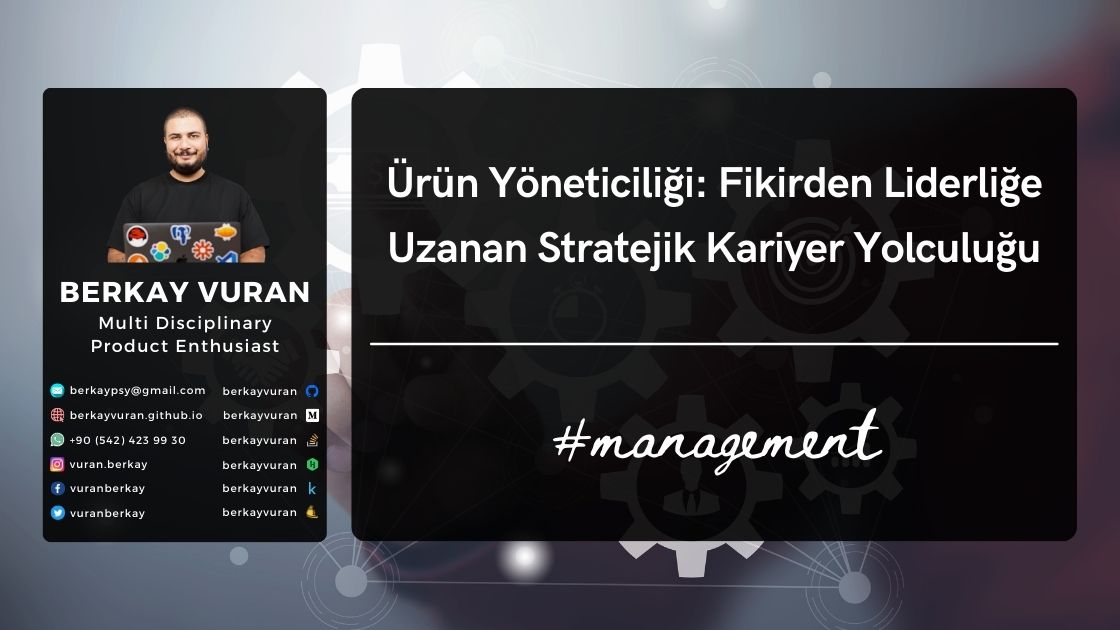 BERKAY VURAN
Multi Disciplinary
Product Enthusiast
berkaypsy@gmail.com
berkayvuran
berkayvuran.github.io
berkayvuran
M
+90 (542) 423 99 30
berkayvuran
vuran.berkay
berkayvuran
vuranberkay
berkayvuran
k
vuranberkay
berkayvuran
Ürün Yöneticiliği: Fikirden Liderliğe
Uzanan Stratejik Kariyer Yolculuğu
#management